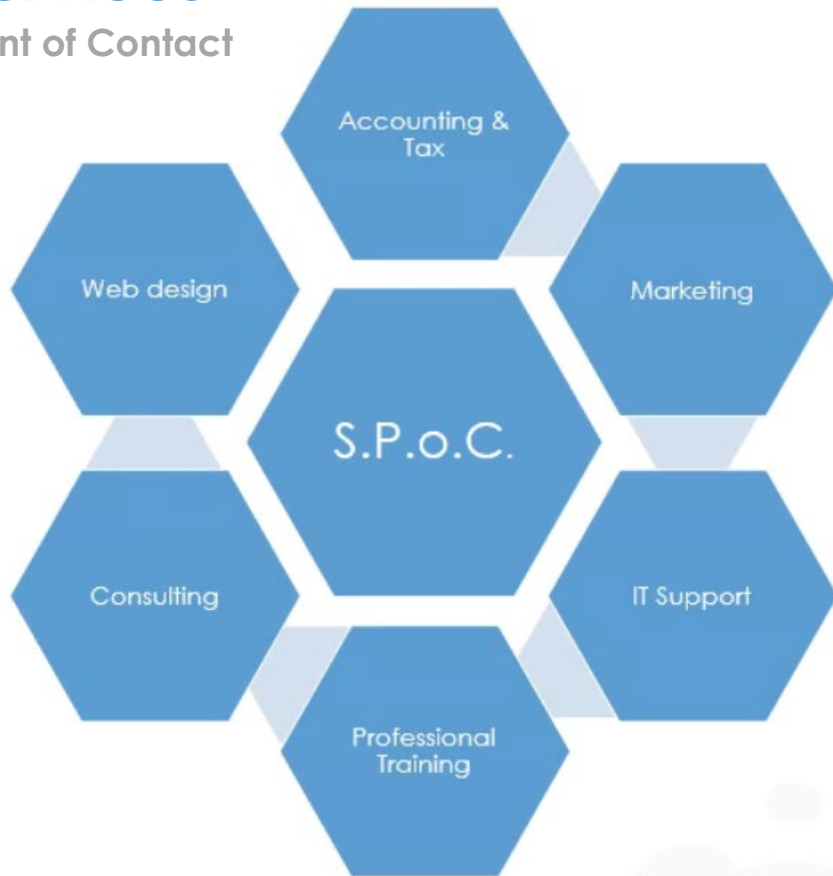 nt of Contact
Accounting &
Tax
Web design
Marketing
S.P.o.C.
Consulting
IT Support
Professional
Training